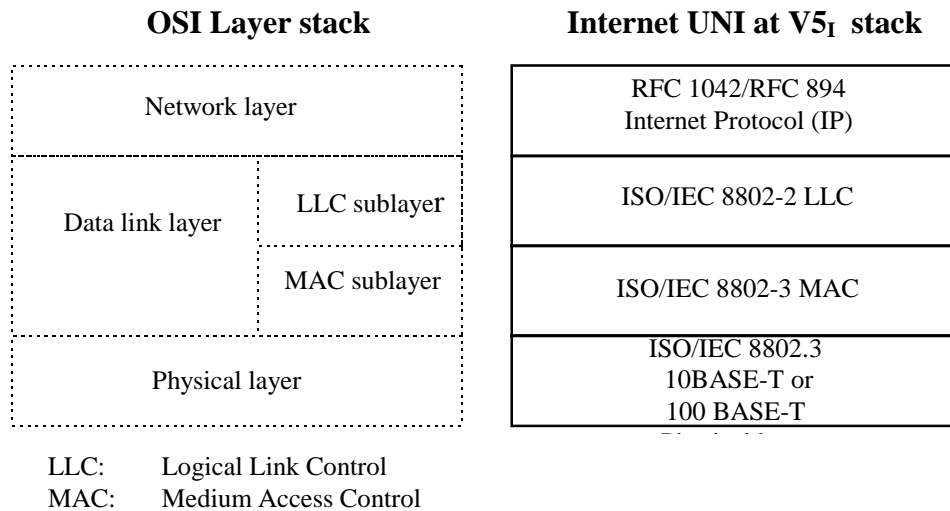 OSI Layer stack
Internet UNI at V5I stack
Network layer
Data link layer
LLC sublayer
MAC sublayer
Physical layer
RFC 1042/RFC 894
Internet Protocol (IP)
ISO/IEC 8802-2 LLC
ISO/IEC 8802-3 MAC
ISO/IEC 8802.3
10BASE-T or
100 BASE-T
LLC: Logical Link Control
MAC: Medium Access Control